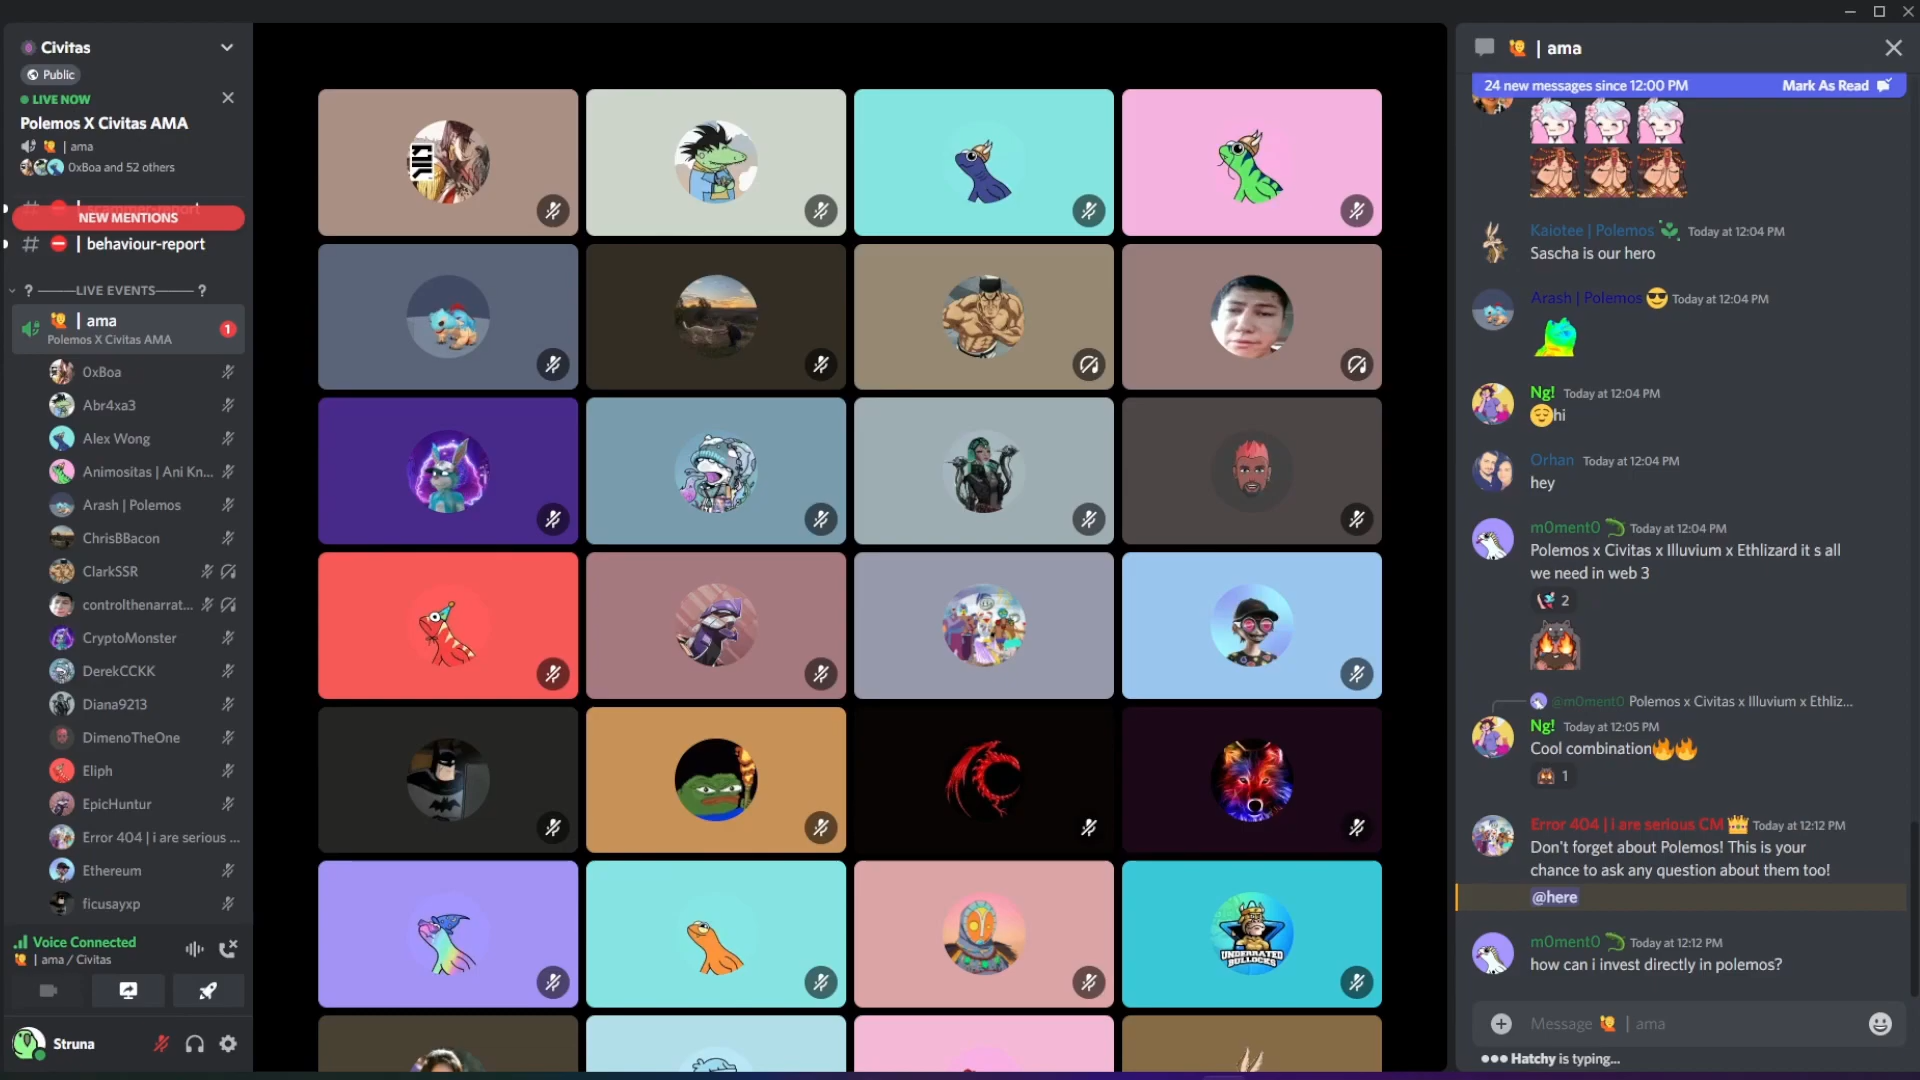 Civitas
Public
LIVE NOW
Polemos X Civitas AMA
| ama
0xBoa and 52 others
NEW MENTIONS
# | behaviour-report
? ———LIVE EVENTS——— ?
| ama
1
Polemos X Civitas AMA
0xBoa
Abr4xa3
Alex Wong
Animositas | Ani Kn...
Arash | Polemos
ChrisBBacon
ClarkSSR
controlthenarrat...
CryptoMonster
DerekCCKK
Diana9213
DimenoTheOne
Eliph
EpicHuntur
Error 404 | i are serious ...
Ethereum
ficusayxp
Voice Connected
| ama / Civitas
Struna
UNDERRATED
BULLOCKS
| ama
24 new messages since 12:00 PM
Mark As Read
Kaiotee | Polemos Today at 12:04 PM
Sascha is our hero
Arash | Polemos Today at 12:04 PM
Ng! Today at 12:04 PM
hi
Orhan Today at 12:04 PM
hey
m0ment0 Today at 12:04 PM
Polemos x Civitas x Illuvium x Ethlizard it s all
we need in web 3
2
@m0ment0 Polemos x Civitas x Illuvium x Ethliz...
Ng! Today at 12:05 PM
Cool combination
1
Error 404 | i are serious CM Today at 12:12 PM
Don't forget about Polemos! This is your
chance to ask any question about them too!
@here
m0ment0 Today at 12:12 PM
how can i invest directly in polemos?
Message | ama
Hatchy is typing...